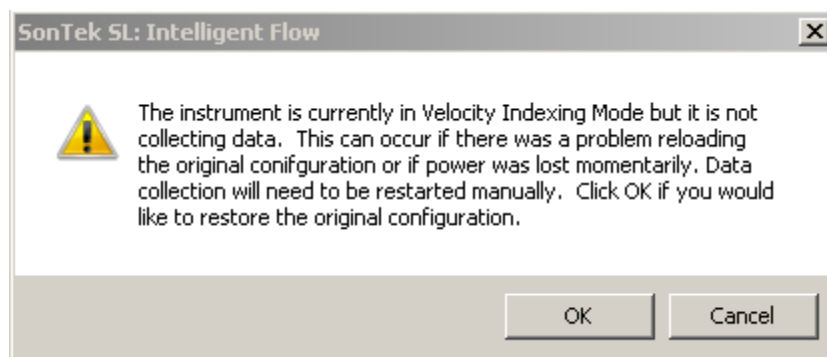 SonTek SL: Intelligent Flow
The instrument is currently in Velocity Indexing Mode but it is not
collecting data.  This can occur if there was a problem reloading
the original conifguration or if power was lost momentarily. Data
collection will need to be restarted manually.  Click OK if you would
like to restore the original configuration.
OK
Cancel